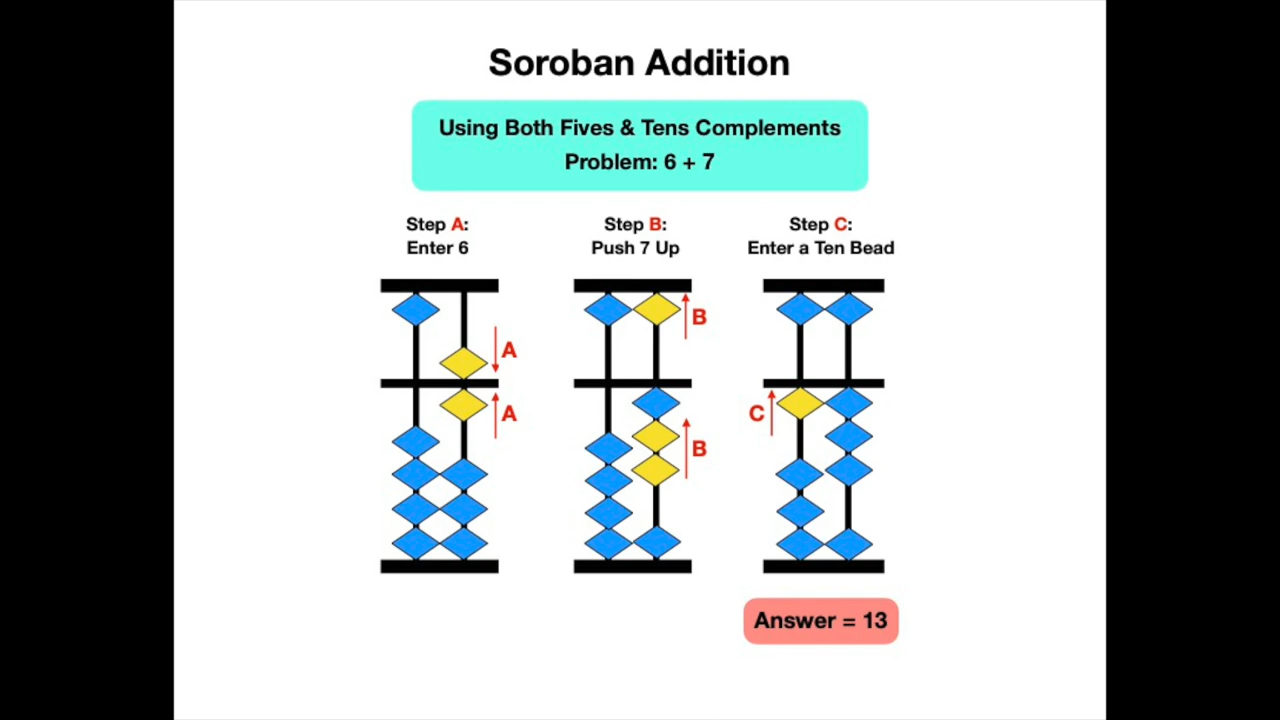 Soroban Addition
Using Both Fives & Tens Complements
Problem: 6 + 7
Step A:
Enter 6
Step B:
Push 7 Up
Step C:
Enter a Ten Bead
A
A
B
B
C
Answer = 13